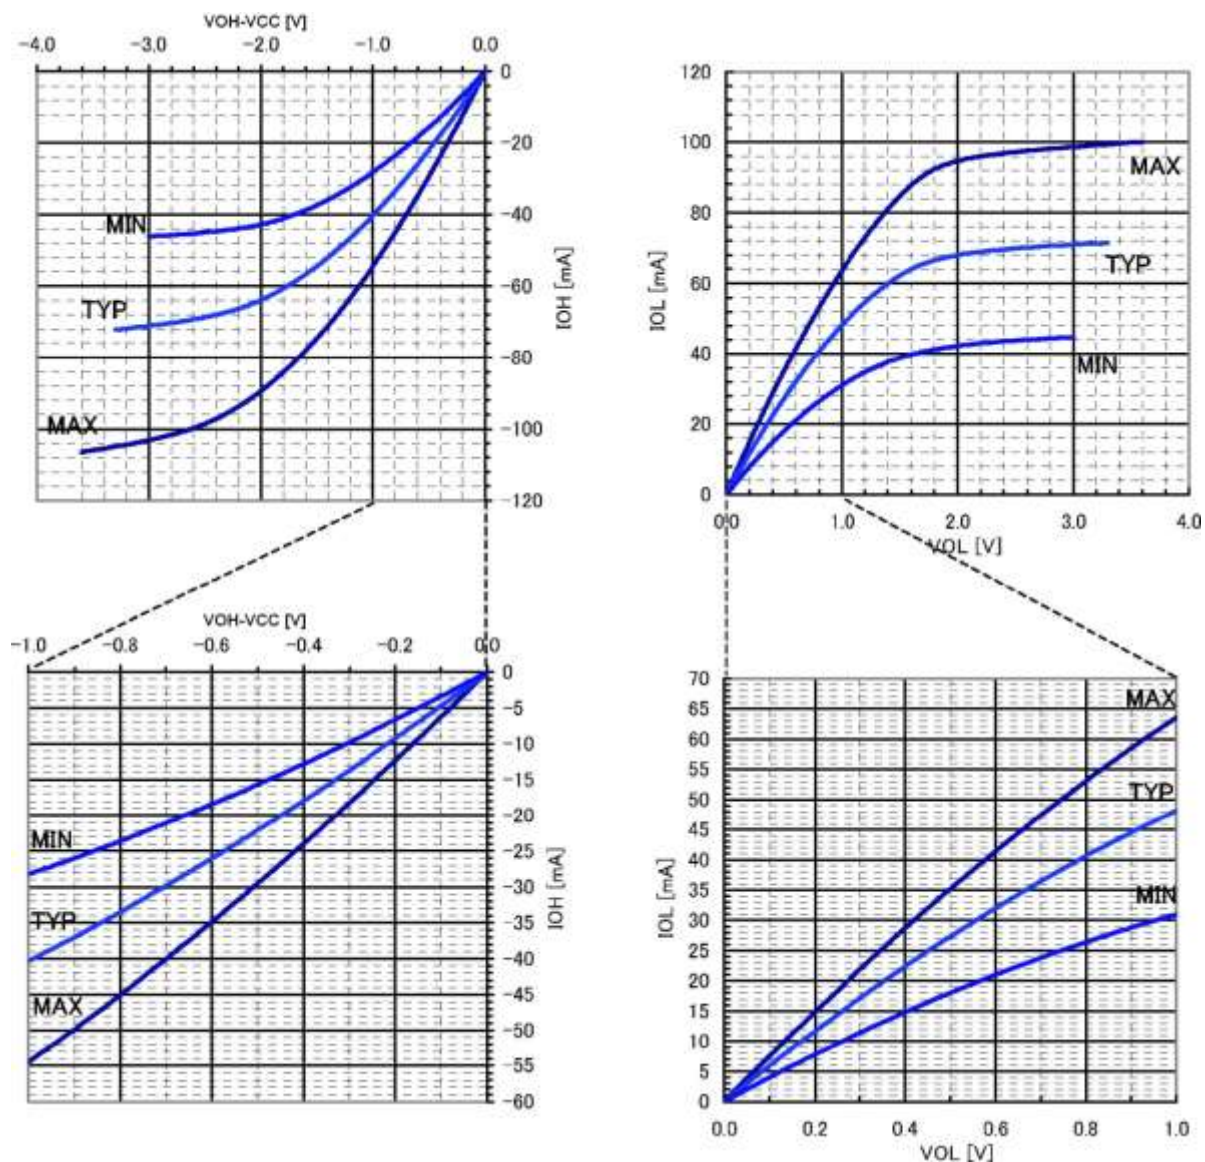 VOH-VCC [V]
-4.0 -3.0 -2.0 -1.0 0.0
0
-20
-40
-60
-80
-100
-120
IOH [mA]
MIN
TYP
MAX
120
100
80
60
40
20
0
IOL [mA]
MAX
TYP
MIN
0.0 1.0 2.0 3.0 4.0
VOL [V]
VOH-VCC [V]
-1.0 -0.8 -0.6 -0.4 -0.2 0.0
0
-5
-10
-15
-20
-25
-30
-35
-40
-45
-50
-55
-60
IOH [mA]
MIN
TYP
MAX
70
65
60
55
50
45
40
35
30
25
20
15
10
5
0
IOL [mA]
MAX
TYP
MIN
0.0 0.2 0.4 0.6 0.8 1.0
VOL [V]